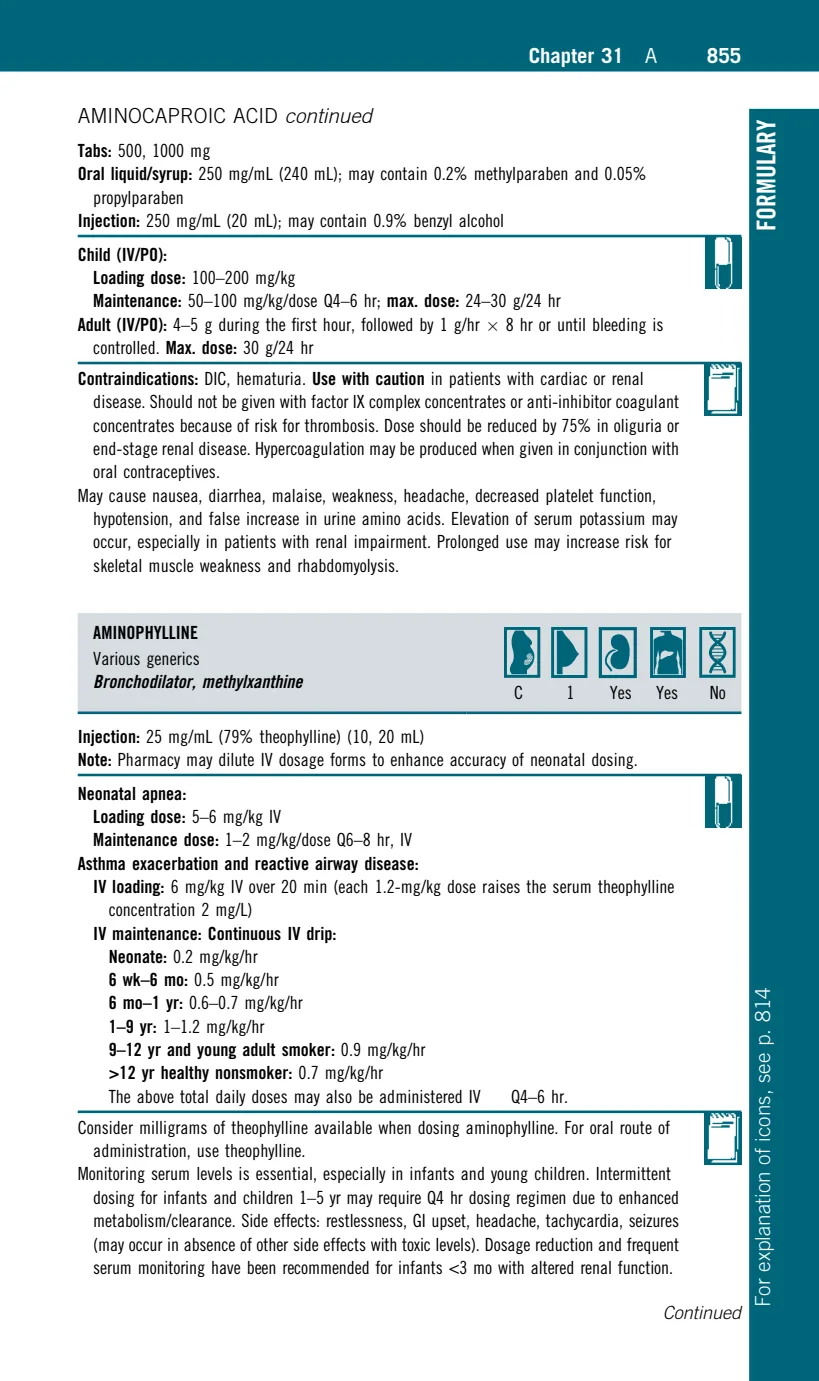 Chapter 31 A 855
AMINOCAPROIC ACID continued
Tabs: 500, 1000 mg
Oral liquid/syrup: 250 mg/mL (240 mL); may contain 0.2% methylparaben and 0.05%
propylparaben
Injection: 250 mg/mL (20 mL); may contain 0.9% benzyl alcohol
Child (IV/PO):
Loading dose: 100–200 mg/kg
Maintenance: 50–100 mg/kg/dose Q4–6 hr; max. dose: 24–30 g/24 hr
Adult (IV/PO): 4–5 g during the first hour, followed by 1 g/hr × 8 hr or until bleeding is
controlled. Max. dose: 30 g/24 hr
Contraindications: DIC, hematuria. Use with caution in patients with cardiac or renal
disease. Should not be given with factor IX complex concentrates or anti-inhibitor coagulant
concentrates because of risk for thrombosis. Dose should be reduced by 75% in oliguria or
end-stage renal disease. Hypercoagulation may be produced when given in conjunction with
oral contraceptives.
May cause nausea, diarrhea, malaise, weakness, headache, decreased platelet function,
hypotension, and false increase in urine amino acids. Elevation of serum potassium may
occur, especially in patients with renal impairment. Prolonged use may increase risk for
skeletal muscle weakness and rhabdomyolysis.
AMINOPHYLLINE
Various generics
Bronchodilator, methylxanthine
C 1 Yes Yes No
Injection: 25 mg/mL (79% theophylline) (10, 20 mL)
Note: Pharmacy may dilute IV dosage forms to enhance accuracy of neonatal dosing.
Neonatal apnea:
Loading dose: 5–6 mg/kg IV
Maintenance dose: 1–2 mg/kg/dose Q6–8 hr, IV
Asthma exacerbation and reactive airway disease:
IV loading: 6 mg/kg IV over 20 min (each 1.2-mg/kg dose raises the serum theophylline
concentration 2 mg/L)
IV maintenance: Continuous IV drip:
Neonate: 0.2 mg/kg/hr
6 wk–6 mo: 0.5 mg/kg/hr
6 mo–1 yr: 0.6–0.7 mg/kg/hr
1–9 yr: 1–1.2 mg/kg/hr
9–12 yr and young adult smoker: 0.9 mg/kg/hr
>12 yr healthy nonsmoker: 0.7 mg/kg/hr
The above total daily doses may also be administered IV Q4–6 hr.
Consider milligrams of theophylline available when dosing aminophylline. For oral route of
administration, use theophylline.
Monitoring serum levels is essential, especially in infants and young children. Intermittent
dosing for infants and children 1–5 yr may require Q4 hr dosing regimen due to enhanced
metabolism/clearance. Side effects: restlessness, GI upset, headache, tachycardia, seizures
(may occur in absence of other side effects with toxic levels). Dosage reduction and frequent
serum monitoring have been recommended for infants <3 mo with altered renal function.
Continued
FORMULARY
For explanation of icons, see p. 814